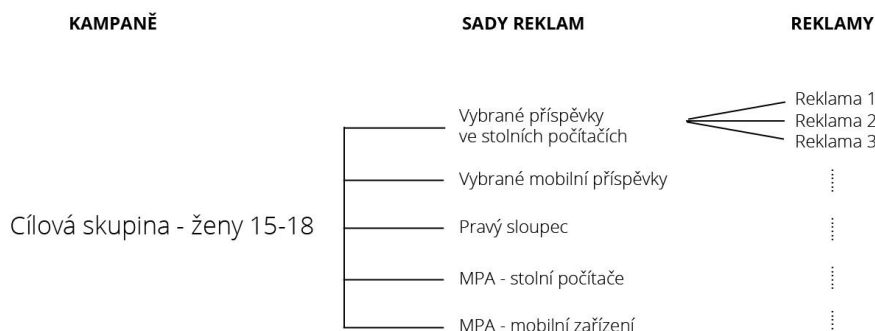 KAMPANĚ
SADY REKLAM
REKLAMY
Cílová skupina - ženy 15-18
Vybrané příspěvky
ve stolních počítačích
Vybrané mobilní příspěvky
Pravý sloupec
MPA - stolní počítače
MPA - mobilní zařízení
Reklama 1
Reklama 2
Reklama 3